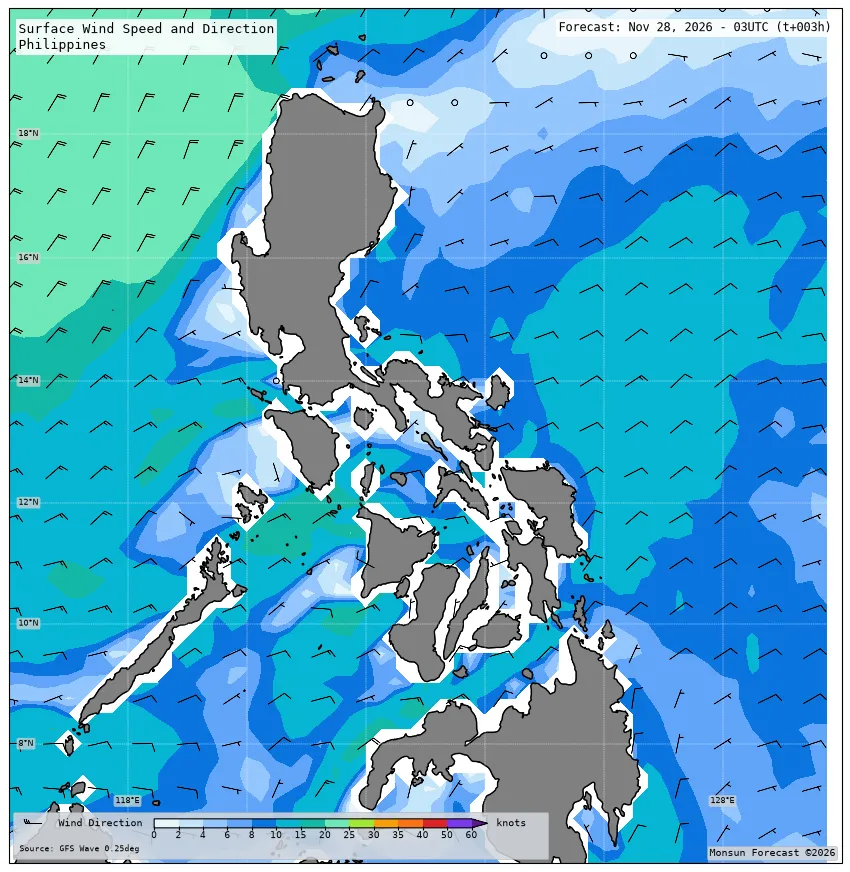 Surface Wind Speed and Direction
Philippines
Forecast: Nov 28, 2026 - 03UTC (t+003h)
18°N
16°N
14°N
12°N
10°N
8°N
118°E
128°E
Wind Direction
0 2 4 6 8 10 15 20 25 30 35 40 50 60
knots
Source: GFS Wave 0.25deg
Monsun Forecast ©2026